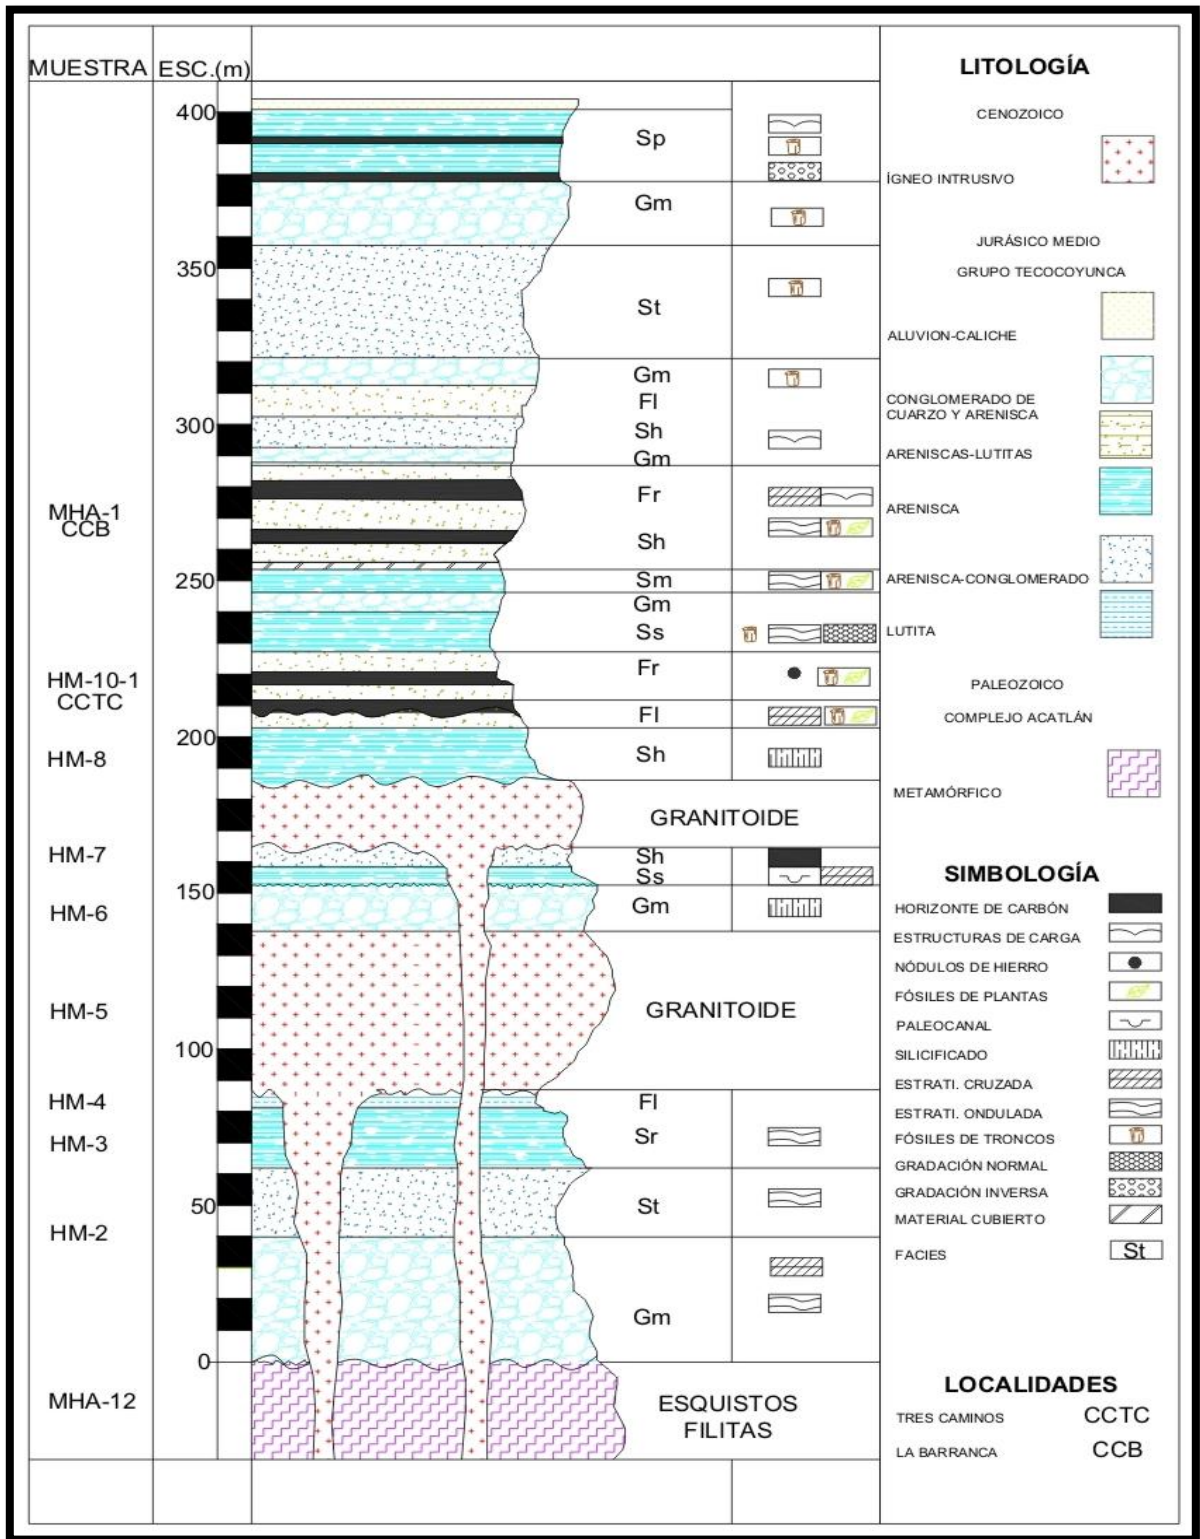 MUESTRA
ESC.(m)
400
350
300
250
200
150
100
50
0
MHA-1
CCB
HM-10-1
CCTC
HM-8
HM-7
HM-6
HM-5
HM-4
HM-3
HM-2
MHA-12
Sp
Gm
St
Gm
Fl
Sh
Gm
Fr
Sh
Sm
Gm
Ss
Fr
Fl
Sh
GRANITOIDE
Sh
Ss
Gm
GRANITOIDE
Fl
Sr
St
Gm
ESQUISTOS
FILITAS
LITOLOGÍA
CENOZOICO
ÍGNEO INTRUSIVO
JURÁSICO MEDIO
GRUPO TECOCOYUNCA
ALUVION-CALICHE
CONGLOMERADO DE
CUARZO Y ARENISCA
ARENISCAS-LUTITAS
ARENISCA
ARENISCA-CONGLOMERADO
LUTITA
PALEOZOICO
COMPLEJO ACATLÁN
METAMÓRFICO
SIMBOLOGÍA
HORIZONTE DE CARBÓN
ESTRUCTURAS DE CARGA
NÓDULOS DE HIERRO
FÓSILES DE PLANTAS
PALEOCANAL
SILICIFICADO
ESTRATI. CRUZADA
ESTRATI. ONDULADA
FÓSILES DE TRONCOS
GRADACIÓN NORMAL
GRADACIÓN INVERSA
MATERIAL CUBIERTO
FACIES St
LOCALIDADES
TRES CAMINOS CCTC
LA BARRANCA CCB